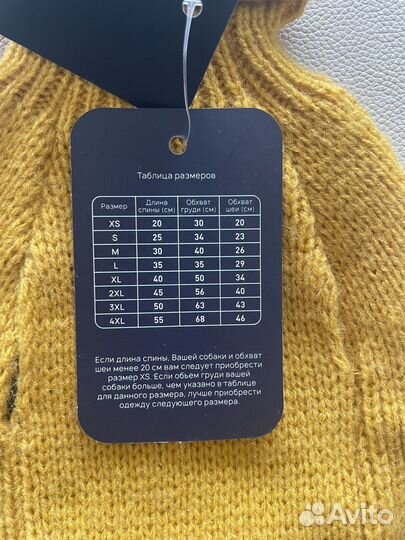 Таблица размеров
Размер Длина спины (см) Обхват груди (см) Обхват шеи (см)
XS 20 30 20
S 25 34 23
M 30 40 26
L 35 35 29
XL 40 50 34
2XL 45 56 40
3XL 50 63 43
4XL 55 68 46
Если длина спины, Вашей собаки и обхват
шеи менее 20 см вам следует приобрести
размер XS. Если объем груди вашей
собаки больше, чем указано в таблице
для данного размера, лучше приобрести
одежду следующего размера.
Avito